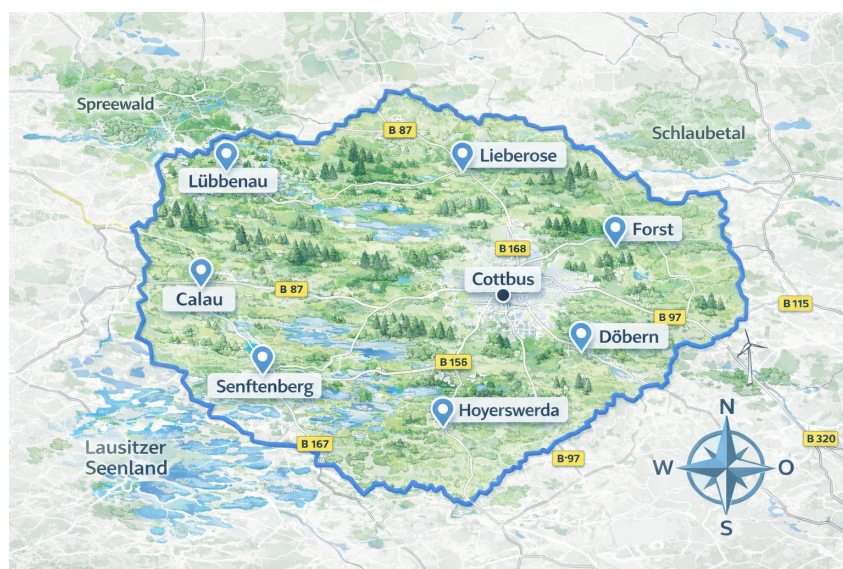 Spreewald
B 87
Schlaubetal
Lieberose
Lübbenau
Forst
B 168
Cottbus
Calau
B 87
B 115
B 97
Döbern
B 156
Senftenberg
Hoyerswerda
N
B 320
B 167
Lausitzer
Seenland
B-97
W
O
S